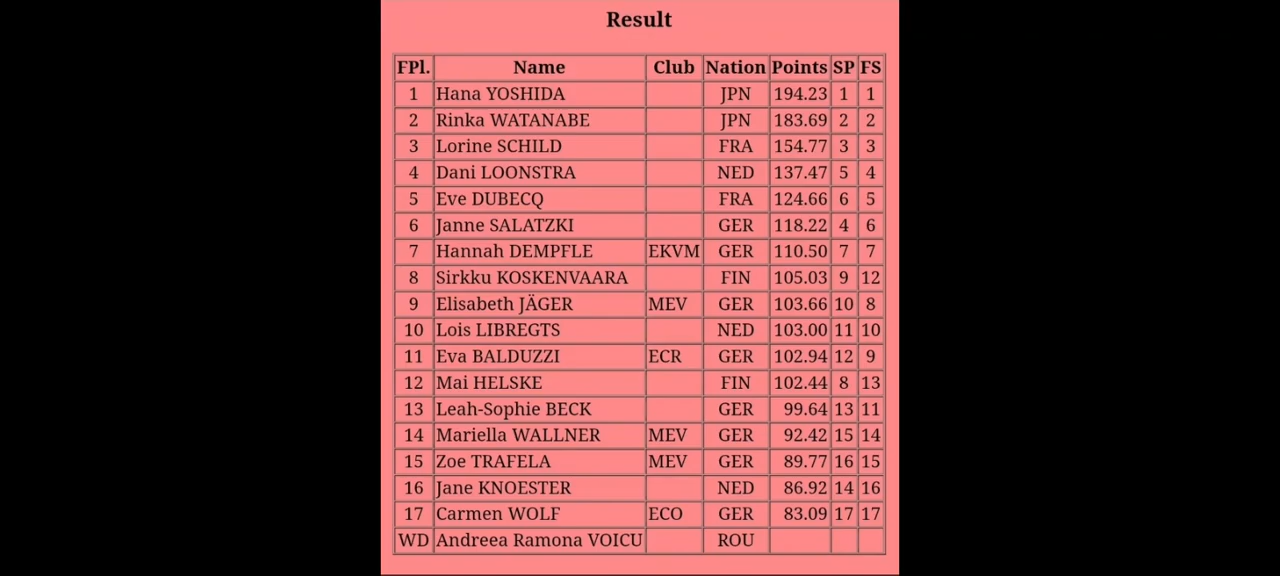 Result
FPl. Name Club Nation Points SP FS
1 Hana YOSHIDA JPN 194.23 1 1
2 Rinka WATANABE JPN 183.69 2 2
3 Lorine SCHILD FRA 154.77 3 3
4 Dani LOONSTRA NED 137.47 5 4
5 Eve DUBECQ FRA 124.66 6 5
6 Janne SALATZKI GER 118.22 4 6
7 Hannah DEMPFLE EKVM GER 110.50 7 7
8 Sirkku KOSKENVAARA FIN 105.03 9 12
9 Elisabeth JÄGER MEV GER 103.66 10 8
10 Lois LIBREGTS NED 103.00 11 10
11 Eva BALDUZZI ECR GER 102.94 12 9
12 Mai HELSKE FIN 102.44 8 13
13 Leah-Sophie BECK GER 99.64 13 11
14 Mariella WALLNER MEV GER 92.42 15 14
15 Zoe TRAFELA MEV GER 89.77 16 15
16 Jane KNOESTER NED 86.92 14 16
17 Carmen WOLF ECO GER 83.09 17 17
WD Andreea Ramona VOICU ROU